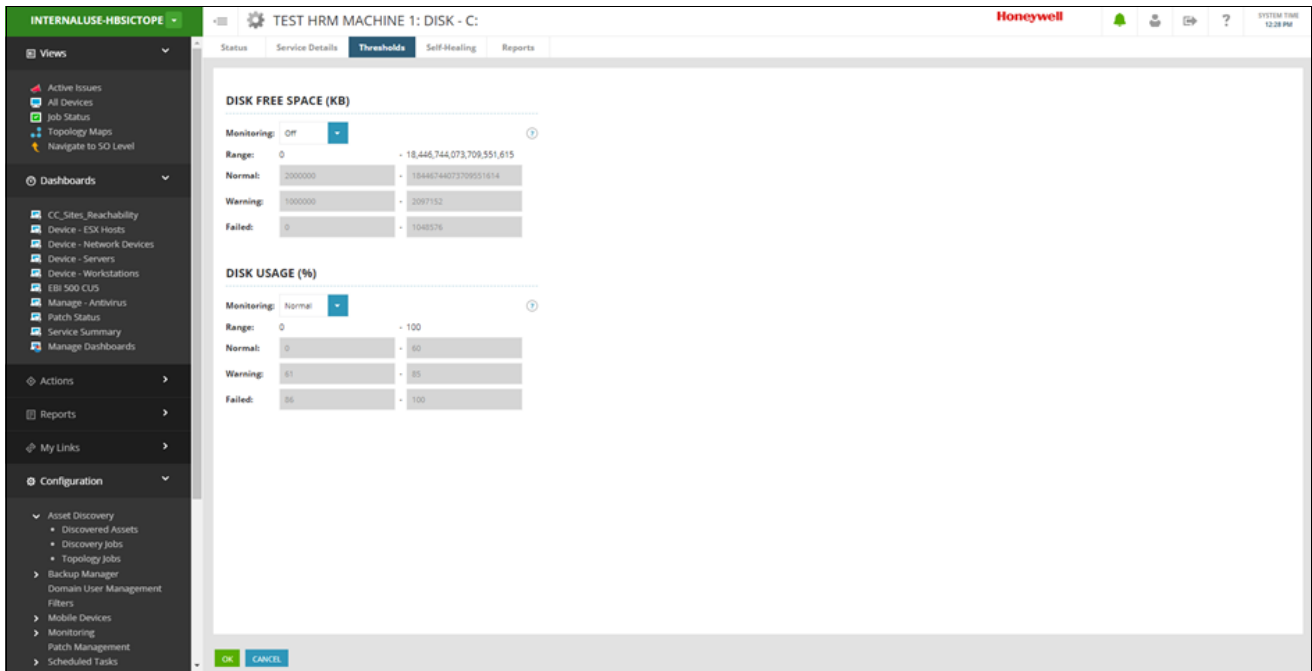 INTERNALUSE-HBSICTOPE
TEST HRM MACHINE 1: DISK - C:
Honeywell
?
SYSTEM TIME
12:28 PM
Views
Active Issues
All Devices
Job Status
Topology Maps
Navigate to SO Level
Dashboards
CC_Sites_Reachability
Device - ESX Hosts
Device - Network Devices
Device - Servers
Device - Workstations
EBI 500 CU5
Manage - Antivirus
Patch Status
Service Summary
Manage Dashboards
Actions
Reports
My Links
Configuration
Asset Discovery
Discovered Assets
Discovery Jobs
Topology Jobs
Backup Manager
Domain User Management
Filters
Mobile Devices
Monitoring
Patch Management
Scheduled Tasks
Status Service Details Thresholds Self-Healing Reports
DISK FREE SPACE (KB)
Monitoring: Off ?
Range: 0 - 18,446,744,073,709,551,615
Normal: 2000000 - 18446744073709551614
Warning: 1000000 - 2097152
Failed: 0 - 1048576
DISK USAGE (%)
Monitoring: Normal ?
Range: 0 - 100
Normal: 0 - 60
Warning: 61 - 85
Failed: 86 - 100
OK CANCEL